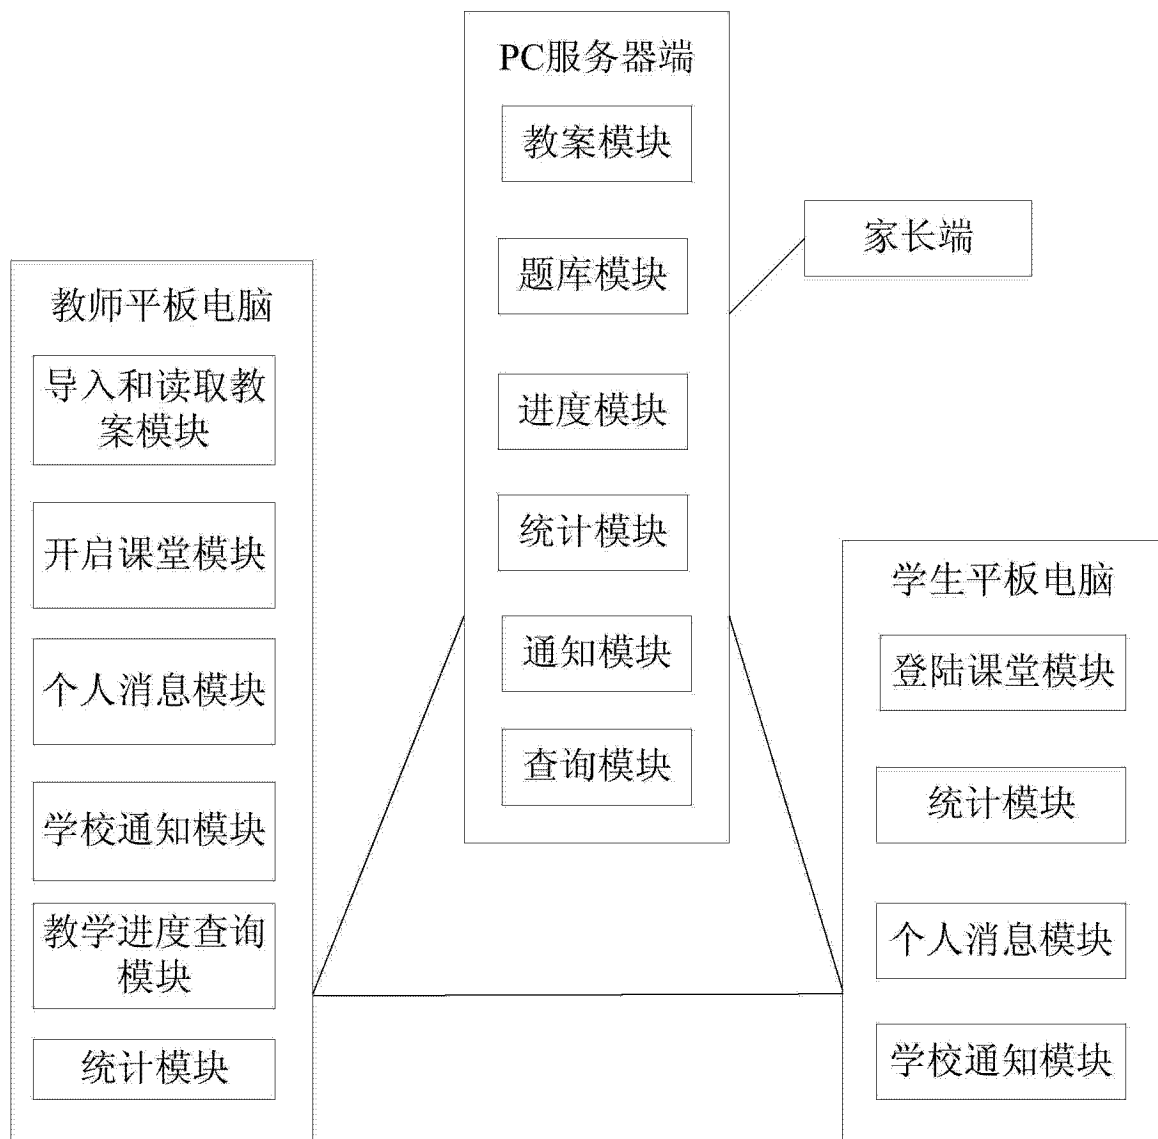 PC服务器端
教案模块
题库模块
进度模块
统计模块
通知模块
查询模块
家长端
教师平板电脑
导入和读取教
案模块
开启课堂模块
个人消息模块
学校通知模块
教学进度查询
模块
统计模块
学生平板电脑
登陆课堂模块
统计模块
个人消息模块
学校通知模块